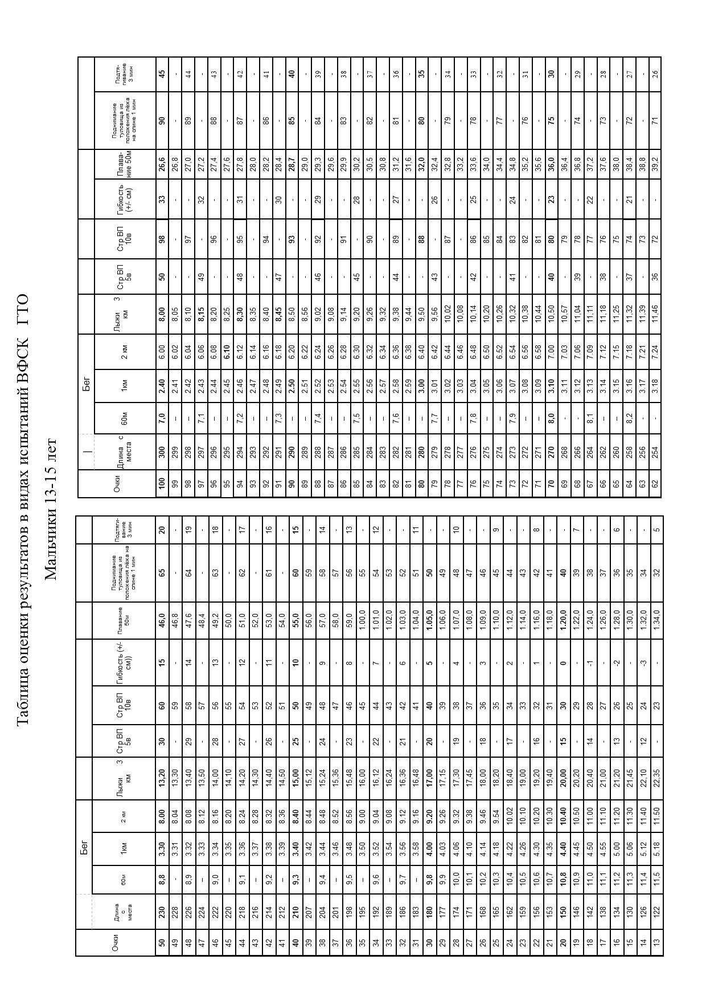 Таблица оценки результатов в видах испытаний ВФСК ГТО
Мальчики 13-15 лет
Бег
Очки Длина с места 60м 1км 2 км Лыжи 3 км Стр ВП 5в Стр ВП 10в Гибкость (+/- см)) Плавание 50м Поднимание туловища из положения лёжа на спине 1 мин Подтяги-вание 3 мин
50 230 8,8 3.30 8.00 13,20 30 60 15 46,0 65 20
49 228 - 3.31 8.04 13,30 - 59 - 46,8 - -
48 226 8,9 3.32 8.08 13,40 29 58 14 47,6 64 19
47 224 – 3.33 8.12 13,50 - 57 - 48,4 - -
46 222 9,0 3.34 8.16 14,00 28 56 13 49,2 63 18
45 220 – 3.35 8.20 14,10 - 55 - 50,0 - -
44 218 9,1 3.36 8.24 14,20 27 54 12 51,0 62 17
43 216 – 3.37 8.28 14,30 - 53 - 52,0 - -
42 214 9,2 3.38 8.32 14,40 26 52 11 53,0 61 16
41 212 – 3.39 8.36 14,50 - 51 - 54,0 - -
40 210 9,3 3.40 8.40 15,00 25 50 10 55,0 60 15
39 207 – 3.42 8.44 15,12 - 49 - 56,0 59 -
38 204 9,4 3.44 8.48 15,24 24 48 9 57,0 58 14
37 201 – 3.46 8.52 15,36 - 47 - 58,0 57 -
36 198 9,5 3.48 8.56 15,48 23 46 8 59,0 56 13
35 195 – 3.50 9.00 16,00 - 45 - 1.00,0 55 -
34 192 9,6 3.52 9.04 16,12 22 44 7 1.01,0 54 12
33 189 – 3.54 9.08 16,24 - 43 - 1.02,0 53 -
32 186 9,7 3.56 9.12 16,36 21 42 6 1.03,0 52 -
31 183 – 3.58 9.16 16,48 - 41 - 1.04,0 51 11
30 180 9,8 4.00 9.20 17,00 20 40 5 1.05,0 50 -
29 177 9,9 4.03 9.26 17,15 - 39 - 1.06,0 49 -
28 174 10,0 4.06 9.32 17,30 19 38 4 1.07,0 48 10
27 171 10,1 4.10 9.38 17,45 - 37 - 1.08,0 47 -
26 168 10,2 4.14 9.46 18,00 18 36 3 1.09,0 46 -
25 165 10,3 4.18 9.54 18,20 - 35 - 1.10,0 45 9
24 162 10,4 4.22 10.02 18,40 17 34 2 1.12,0 44 -
23 159 10,5 4.26 10.10 19,00 - 33 - 1.14,0 43 -
22 156 10,6 4.30 10.20 19,20 16 32 1 1.16,0 42 8
21 153 10,7 4.35 10.30 19,40 - 31 - 1.18,0 41 -
20 150 10,8 4.40 10.40 20,00 15 30 0 1.20,0 40 -
19 146 10,9 4.45 10.50 20,20 - 29 - 1.22,0 39 7
18 142 11,0 4.50 11.00 20,40 14 28 -1 1.24,0 38 -
17 138 11,1 4.55 11.10 21,00 - 27 - 1.26,0 37 -
16 134 11,2 5.00 11.20 21,20 13 26 -2 1.28,0 36 6
15 130 11,3 5.06 11.30 21,45 - 25 - 1.30,0 35 -
14 126 11,4 5.12 11.40 22,10 12 24 -3 1.32,0 34 -
13 122 11,5 5.18 11.50 22,35 - 23 - 1.34,0 32 5
| Бег
Очки Длина с места 60м 1км 2 км Лыжи 3 км Стр ВП 5в Стр ВП 10в Гибкость (+/- см) Плава-ние 50м Поднимание туловища из положения лёжа на спине 1 мин Подтя-гивание 3 мин
100 300 7,0 2.40 6.00 8,00 50 98 33 26,6 90 45
99 299 – 2.41 6.02 8,05 - - - 26,8 - -
98 298 – 2.42 6.04 8,10 - 97 - 27,0 89 44
97 297 7,1 2.43 6.06 8,15 49 - 32 27,2 - -
96 296 – 2.44 6.08 8,20 - 96 - 27,4 88 43
95 295 – 2.45 6.10 8,25 - - - 27,6 - -
94 294 7,2 2.46 6.12 8,30 48 95 31 27,8 87 42
93 293 – 2.47 6.14 8,35 - - - 28,0 - -
92 292 – 2.48 6.16 8,40 - 94 - 28,2 86 41
91 291 7,3 2.49 6.18 8,45 47 - 30 28,4 - -
90 290 – 2.50 6.20 8,50 - 93 - 28,7 85 40
89 289 – 2.51 6.22 8,56 - - - 29,0 - -
88 288 7,4 2.52 6.24 9,02 46 92 29 29,3 84 39
87 287 – 2.53 6.26 9,08 - - - 29,6 - -
86 286 – 2.54 6.28 9,14 - 91 - 29,9 83 38
85 285 7,5 2.55 6.30 9,20 45 - 28 30,2 - -
84 284 – 2.56 6.32 9,26 - 90 - 30,5 82 37
83 283 – 2.57 6.34 9,32 - - - 30,8 - -
82 282 7,6 2.58 6.36 9,38 44 89 27 31,2 81 36
81 281 – 2.59 6.38 9,44 - - - 31,6 - -
80 280 – 3.00 6.40 9,50 - 88 - 32,0 80 35
79 279 7,7 3.01 6.42 9,56 43 - 26 32,4 - -
78 278 – 3.02 6.44 10,02 - 87 - 32,8 79 34
77 277 – 3.03 6.46 10,08 - - - 33,2 - -
76 276 7,8 3.04 6.48 10,14 42 86 25 33,6 78 33
75 275 – 3.05 6.50 10,20 - 85 - 34,0 - -
74 274 – 3.06 6.52 10,26 - 84 - 34,4 77 32
73 273 7,9 3.07 6.54 10,32 41 83 24 34,8 - -
72 272 – 3.08 6.56 10,38 - 82 - 35,2 76 31
71 271 – 3.09 6.58 10,44 - 81 - 35,6 - -
70 270 8,0 3.10 7.00 10,50 40 80 23 36,0 75 30
69 268 - 3.11 7.03 10,57 - 79 - 36,4 - -
68 266 - 3.12 7.06 11,04 39 78 - 36,8 74 29
67 264 8,1 3.13 7.09 11,11 - 77 22 37,2 - -
66 262 – 3.14 7.12 11,18 38 76 - 37,6 73 28
65 260 – 3.15 7.15 11,25 - 75 - 38,0 - -
64 258 8,2 3.16 7.18 11,32 37 74 21 38,4 72 27
63 256 - 3.17 7.21 11,39 - 73 - 38,8 - -
62 254 - 3.18 7.24 11,46 36 72 - 39,2 71 26